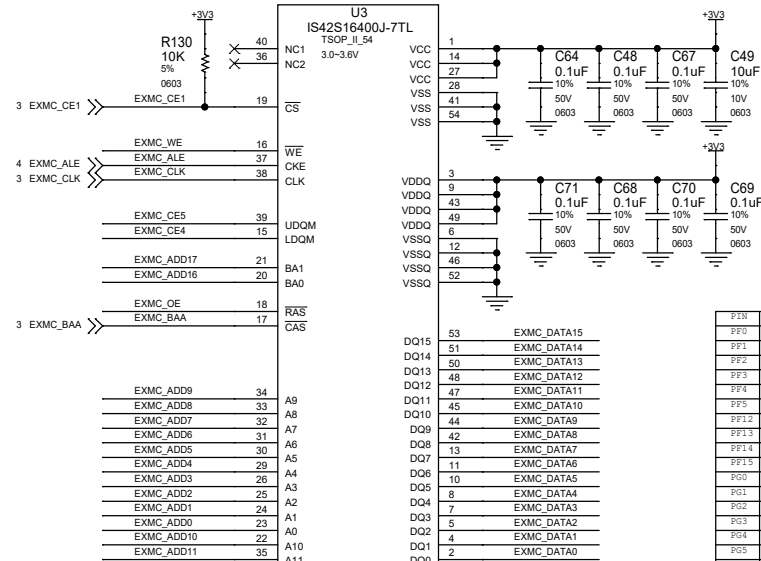 U3
IS42S16400J-7TL
TSOP_II_54
3.0~3.6V
+3V3
R130
10K
5%
0603
40 NC1
36 NC2
3 EXMC_CE1 EXMC_CE1 19 CS
EXMC_WE 16 WE
4 EXMC_ALE EXMC_ALE 37 CKE
3 EXMC_CLK EXMC_CLK 38 CLK
EXMC_CE5 39 UDQM
EXMC_CE4 15 LDQM
EXMC_ADD17 21 BA1
EXMC_ADD16 20 BA0
EXMC_OE 18 RAS
3 EXMC_BAA EXMC_BAA 17 CAS
EXMC_ADD9 34 A9
EXMC_ADD8 33 A8
EXMC_ADD7 32 A7
EXMC_ADD6 31 A6
EXMC_ADD5 30 A5
EXMC_ADD4 29 A4
EXMC_ADD3 26 A3
EXMC_ADD2 25 A2
EXMC_ADD1 24 A1
EXMC_ADD0 23 A0
EXMC_ADD10 22 A10
EXMC_ADD11 35 A11
VCC 1
VCC 14
VCC 27
VSS 28
VSS 41
VSS 54
VDDQ 3
VDDQ 9
VDDQ 43
VDDQ 49
VSSQ 6
VSSQ 12
VSSQ 46
VSSQ 52
DQ15 53 EXMC_DATA15
DQ14 51 EXMC_DATA14
DQ13 50 EXMC_DATA13
DQ12 48 EXMC_DATA12
DQ11 47 EXMC_DATA11
DQ10 45 EXMC_DATA10
DQ9 44 EXMC_DATA9
DQ8 42 EXMC_DATA8
DQ7 13 EXMC_DATA7
DQ6 11 EXMC_DATA6
DQ5 10 EXMC_DATA5
DQ4 8 EXMC_DATA4
DQ3 7 EXMC_DATA3
DQ2 5 EXMC_DATA2
DQ1 4 EXMC_DATA1
DQ0 2 EXMC_DATA0
+3V3
C64 C48 C67 C49
0.1uF 0.1uF 0.1uF 10uF
10% 10% 10% 10%
50V 50V 50V 10V
0603 0603 0603 0603
+3V3
C71 C68 C70 C69
0.1uF 0.1uF 0.1uF 0.1uF
10% 10% 10% 10%
50V 50V 50V 50V
0603 0603 0603 0603
PIN
PF0
PF1
PF2
PF3
PF4
PF5
PF12
PF13
PF14
PF15
PG0
PG1
PG2
PG3
PG4
PG5